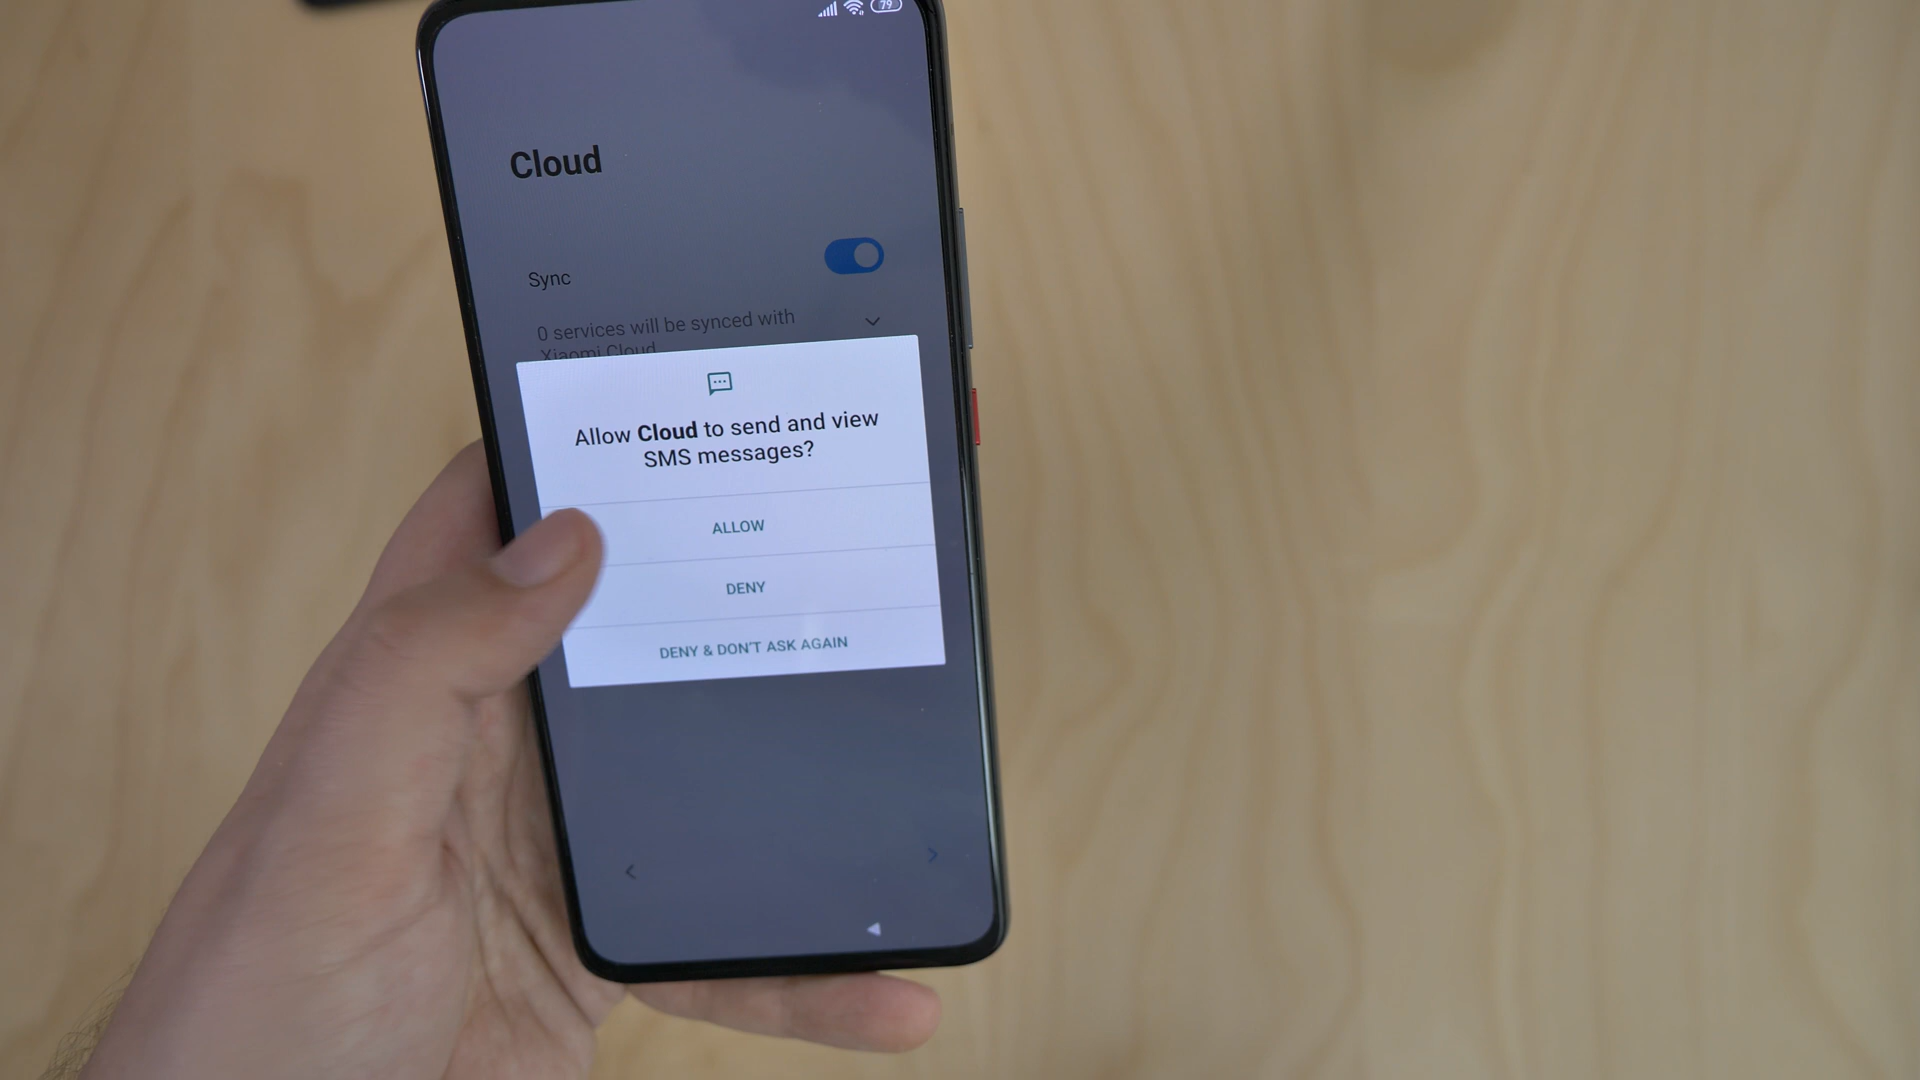 79
Cloud
Sync
0 services will be synced with
Xiaomi Cloud
Allow Cloud to send and view
SMS messages?
ALLOW
DENY
DENY & DON'T ASK AGAIN